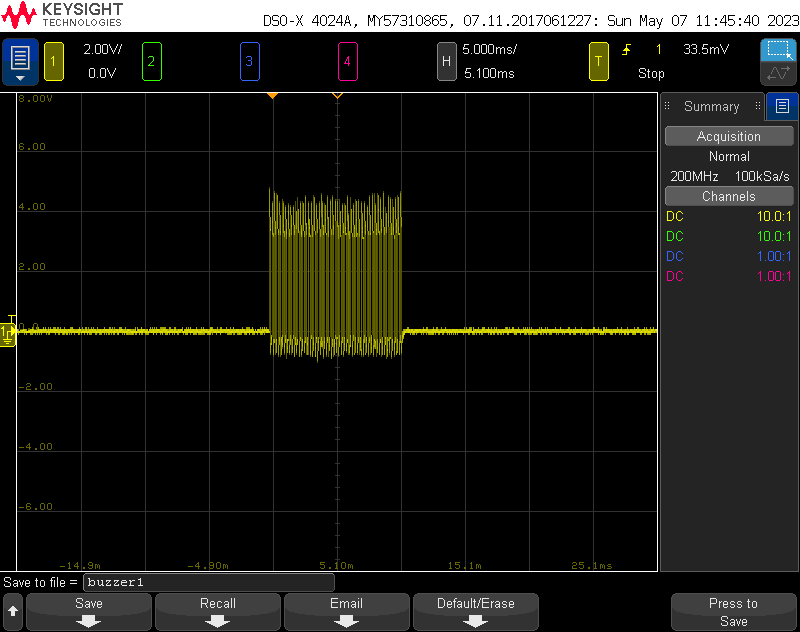 KEYSIGHT
TECHNOLOGIES
DSO-X 4024A, MY57310865, 07.11.2017061227: Sun May 07 11:45:40 2023
1 2.00V/ 2 3 4 H 5.000ms/ T 1 33.5mV
0.0V 5.100ms Stop
8.00V
6.00
4.00
2.00
0.0
-2.00
-4.00
-6.00
T
1
-14.9m -4.90m 5.10m 15.1m 25.1ms
Summary
Acquisition
Normal
200MHz 100kSa/s
Channels
DC 10.0:1
DC 10.0:1
DC 1.00:1
DC 1.00:1
Save to file = buzzer1
Save Recall Email Default/Erase Press to
Save